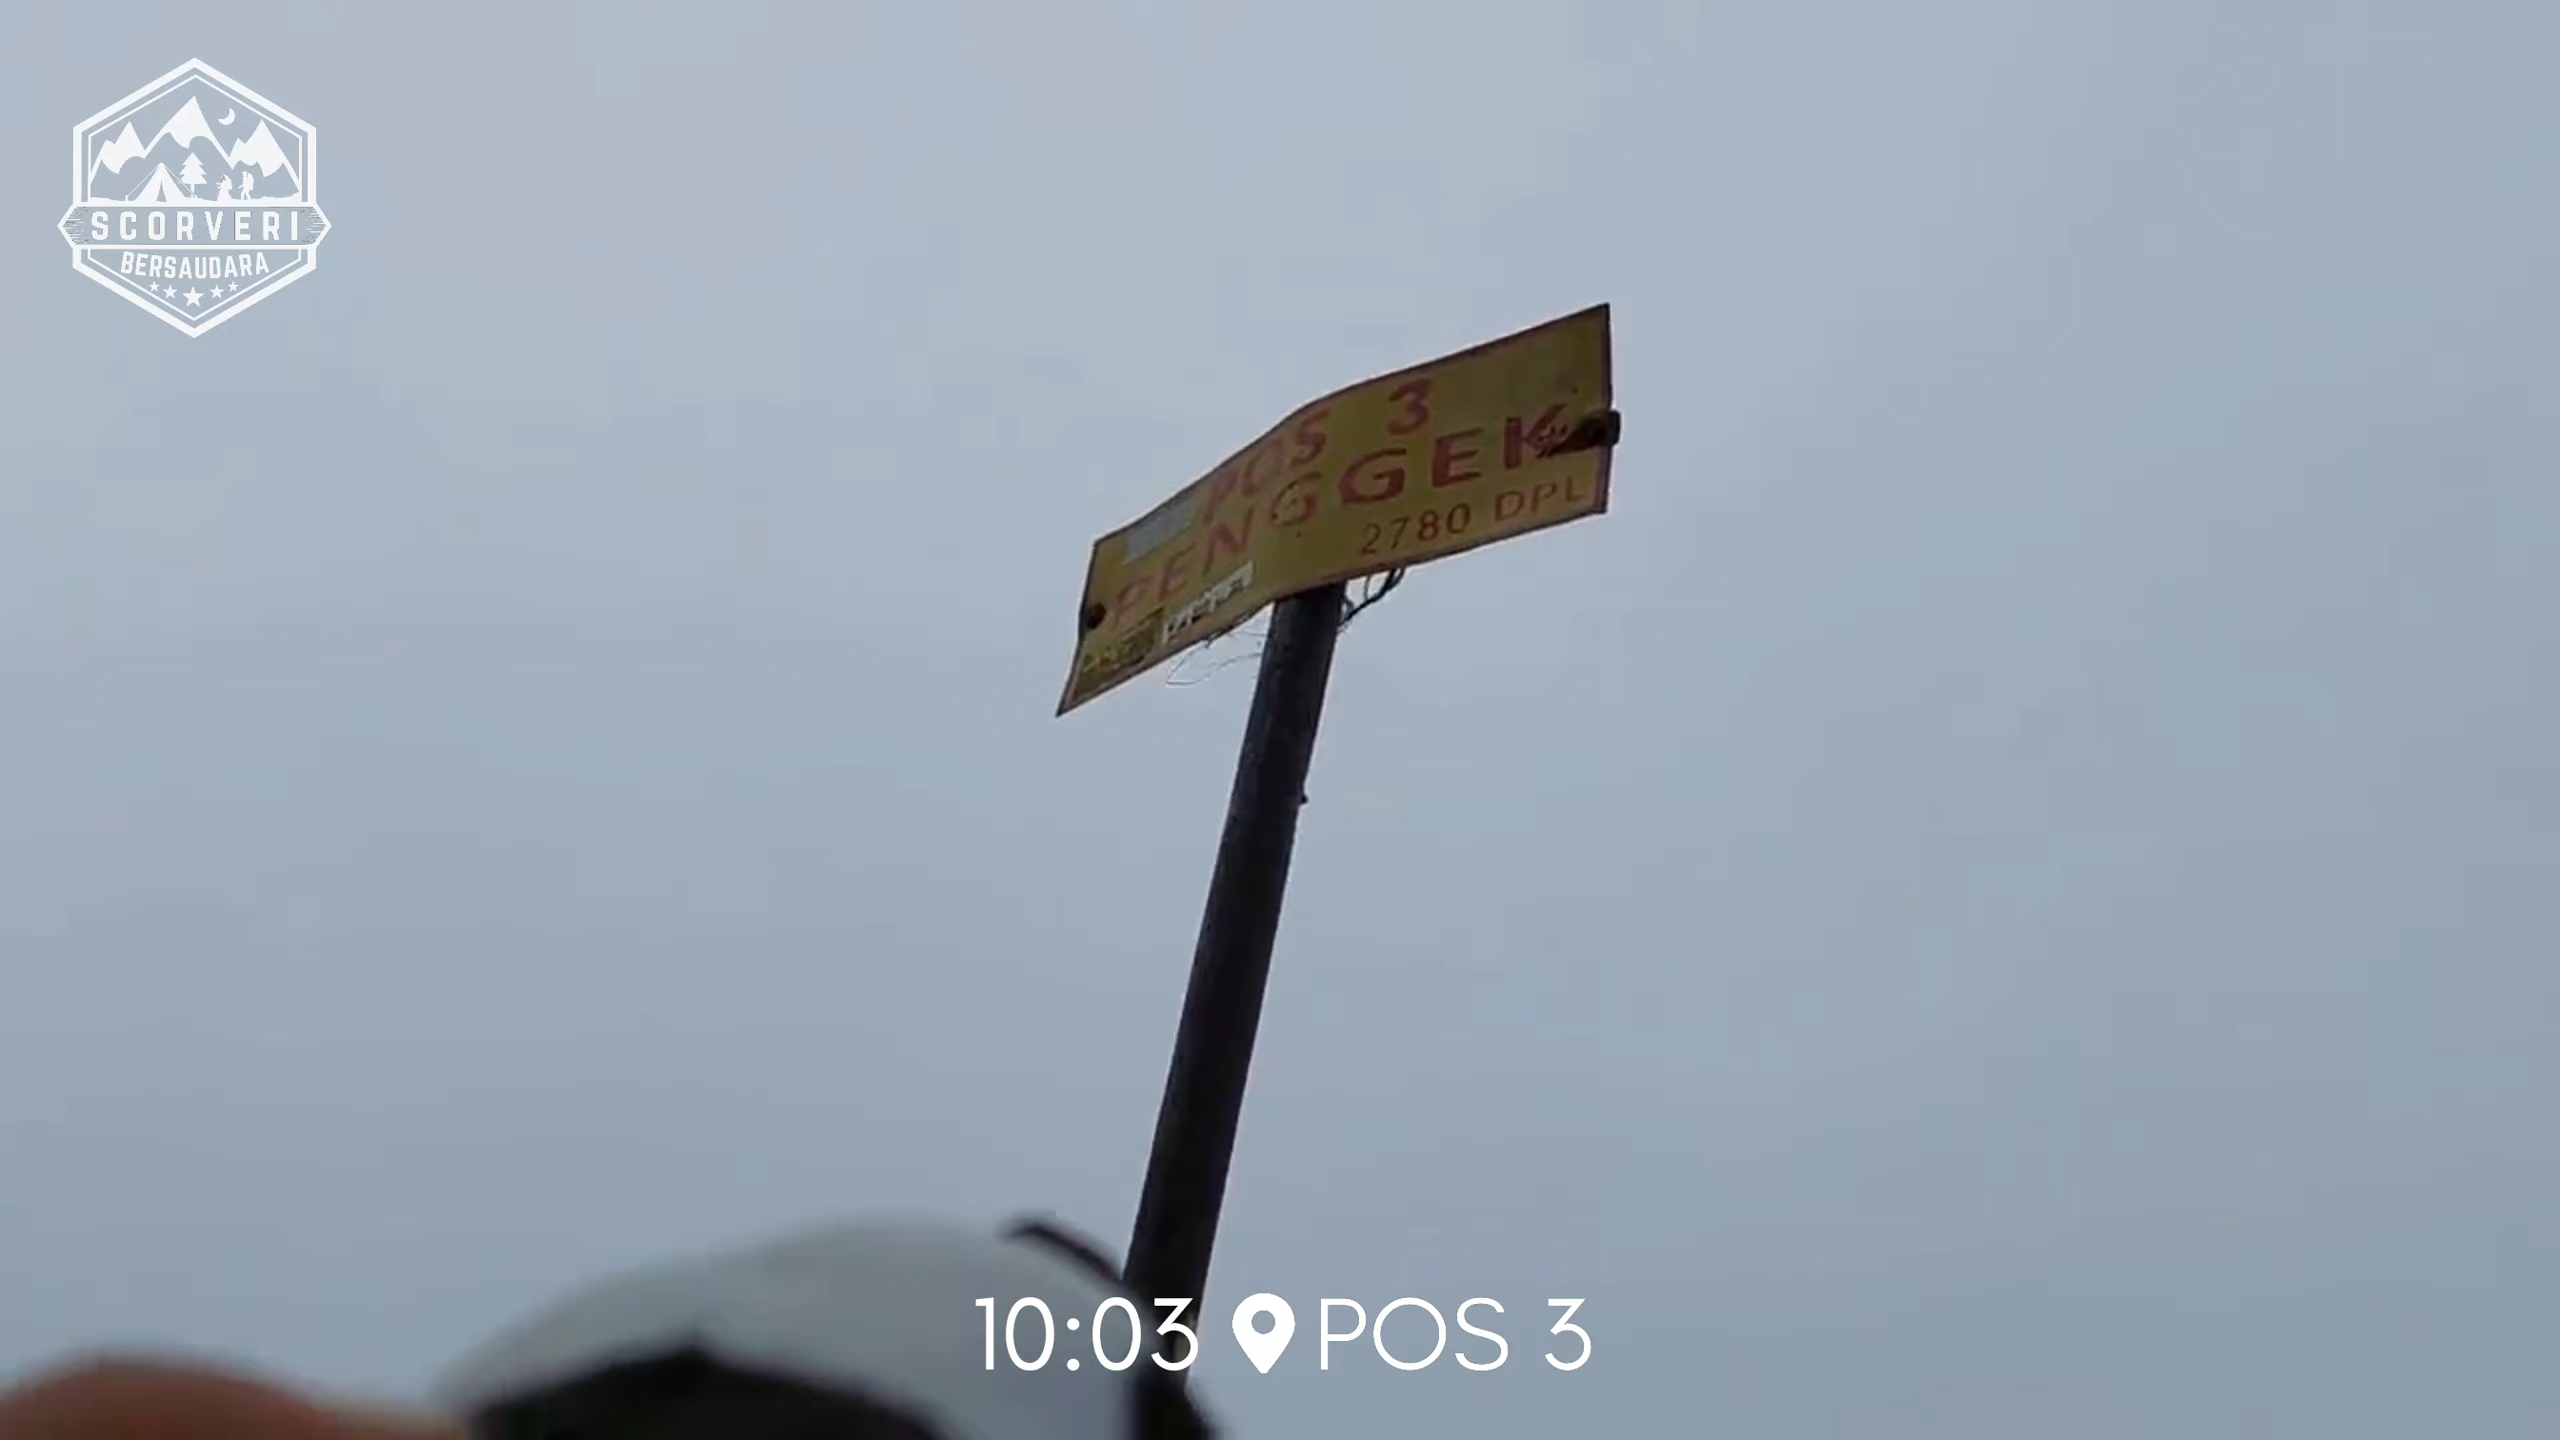 SCORVERI
BERSAUDARA
POS 3
PENGGEK
2780 DPL
10:03 POS 3